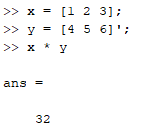 >> x = [1 2 3];
>> y = [4 5 6]';
>> x * y
ans =
32